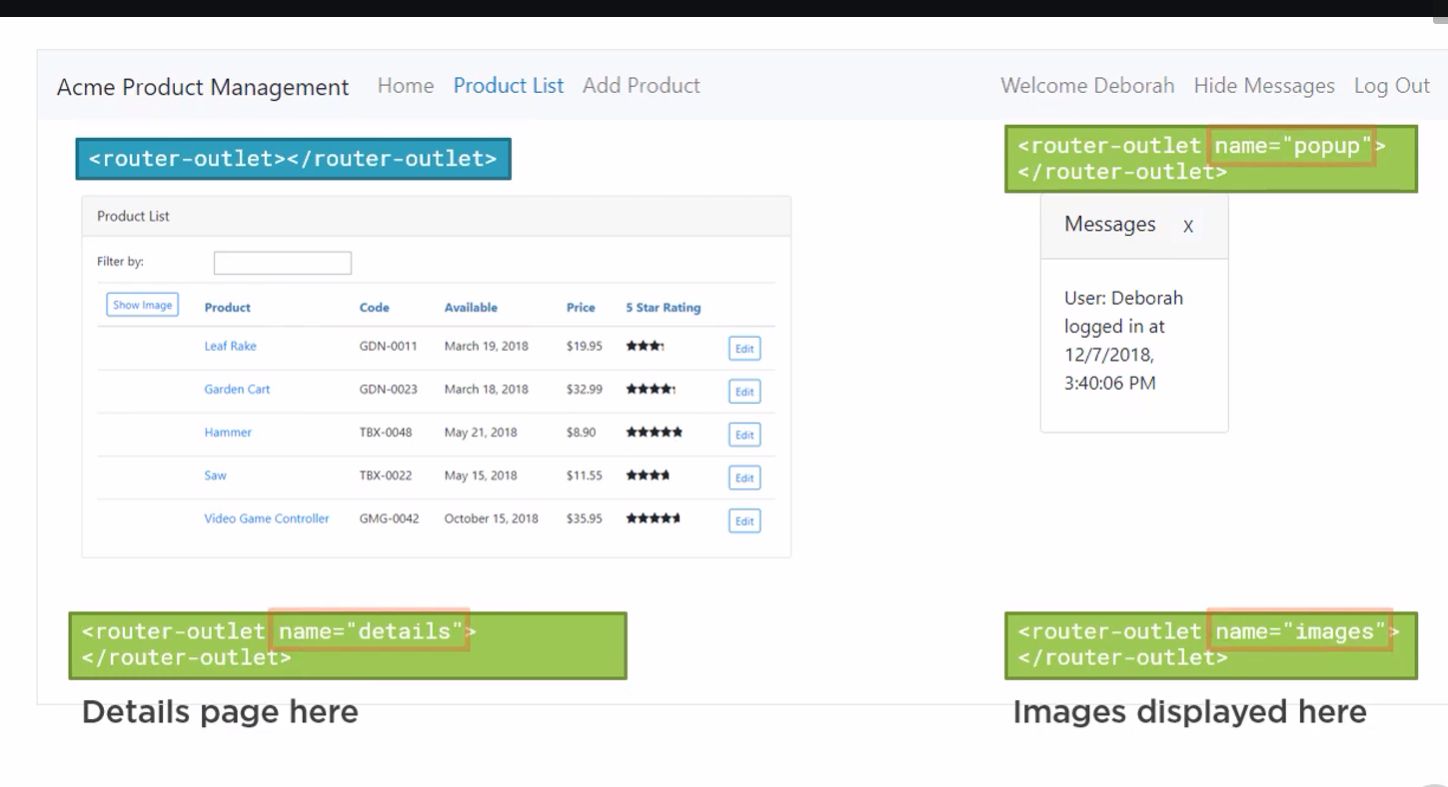 Acme Product Management Home Product List Add Product Welcome Deborah Hide Messages Log Out
<router-outlet></router-outlet>
<router-outlet name="popup">
</router-outlet>
Product List
Filter by:
Show Image Product Code Available Price 5 Star Rating
Leaf Rake GDN-0011 March 19, 2018 $19.95 Edit
Garden Cart GDN-0023 March 18, 2018 $32.99 Edit
Hammer TBX-0048 May 21, 2018 $8.90 Edit
Saw TBX-0022 May 15, 2018 $11.55 Edit
Video Game Controller GMG-0042 October 15, 2018 $35.95 Edit
Messages X
User: Deborah
logged in at
12/7/2018,
3:40:06 PM
<router-outlet name="details">
</router-outlet>
Details page here
<router-outlet name="images">
</router-outlet>
Images displayed here